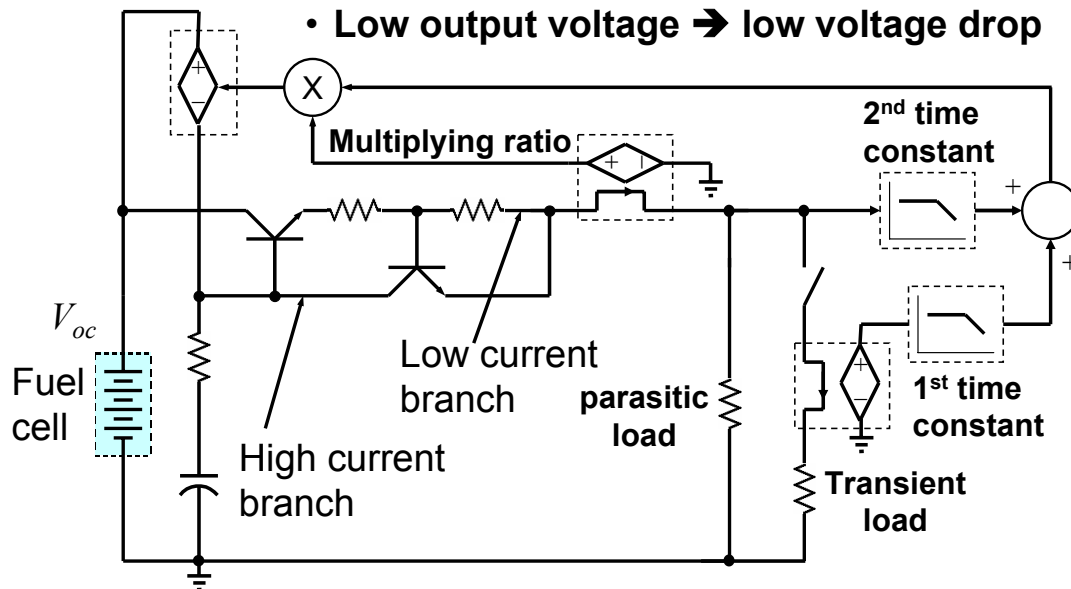 • Low output voltage ➔ low voltage drop
+
−
X
2nd time
constant
Multiplying ratio
+
−
+
+
Voc
Fuel
cell
Low current
branch
parasitic
load
+
−
1st time
constant
High current
branch
Transient
load